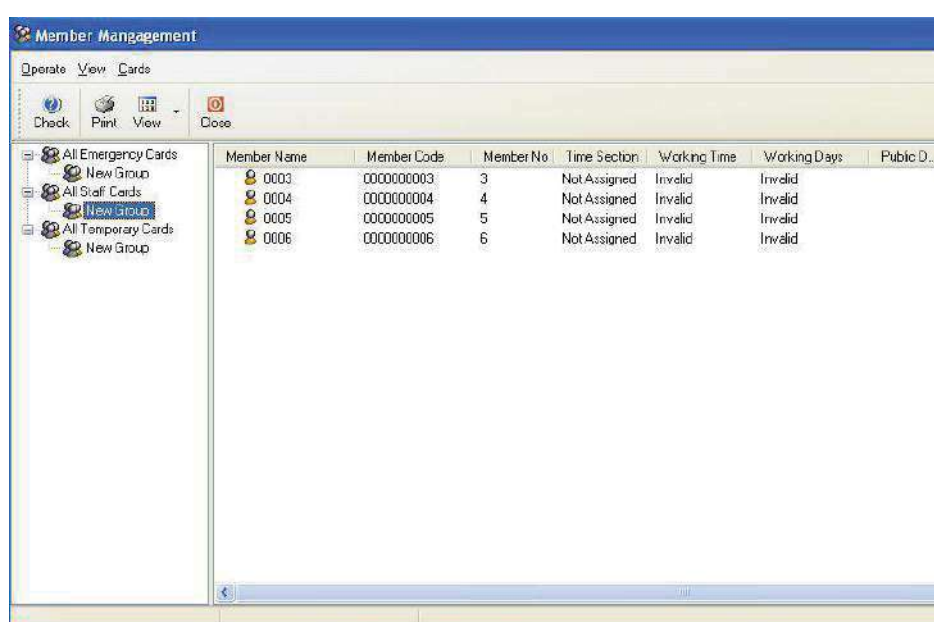 Member Mangagement
Operate View Cards
Check Print View Close
All Emergency Cards
New Group
All Staff Cards
New Group
All Temporary Cards
New Group
Member Name Member Code Member No Time Section Working Time Working Days Public D...
0003 0000000003 3 Not Assigned Invalid Invalid
0004 0000000004 4 Not Assigned Invalid Invalid
0005 0000000005 5 Not Assigned Invalid Invalid
0006 0000000006 6 Not Assigned Invalid Invalid